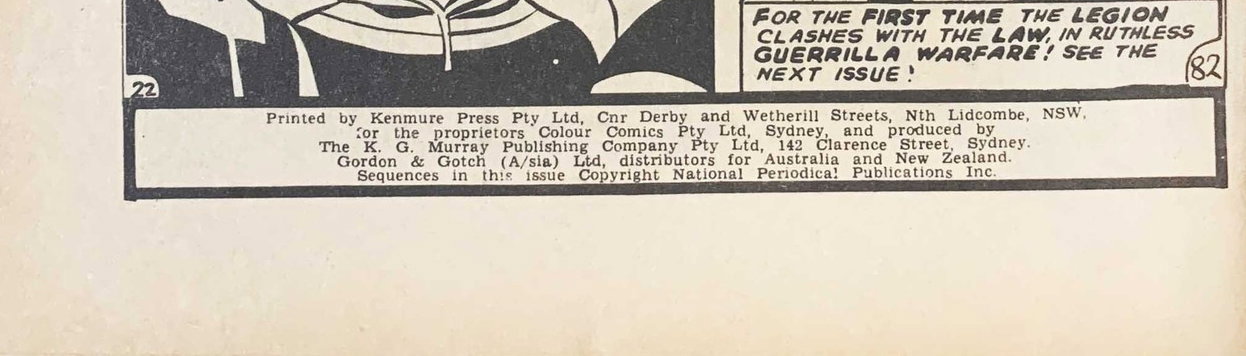 FOR THE FIRST TIME THE LEGION
CLASHES WITH THE LAW, IN RUTHLESS
GUERRILLA WARFARE! SEE THE
NEXT ISSUE!
22
82
Printed by Kenmure Press Pty Ltd, Cnr Derby and Wetherill Streets, Nth Lidcombe, NSW,
for the proprietors Colour Comics Pty Ltd, Sydney, and produced by
The K. G. Murray Publishing Company Pty Ltd, 142 Clarence Street, Sydney.
Gordon & Gotch (A/sia) Ltd, distributors for Australia and New Zealand.
Sequences in this issue Copyright National Periodical Publications Inc.